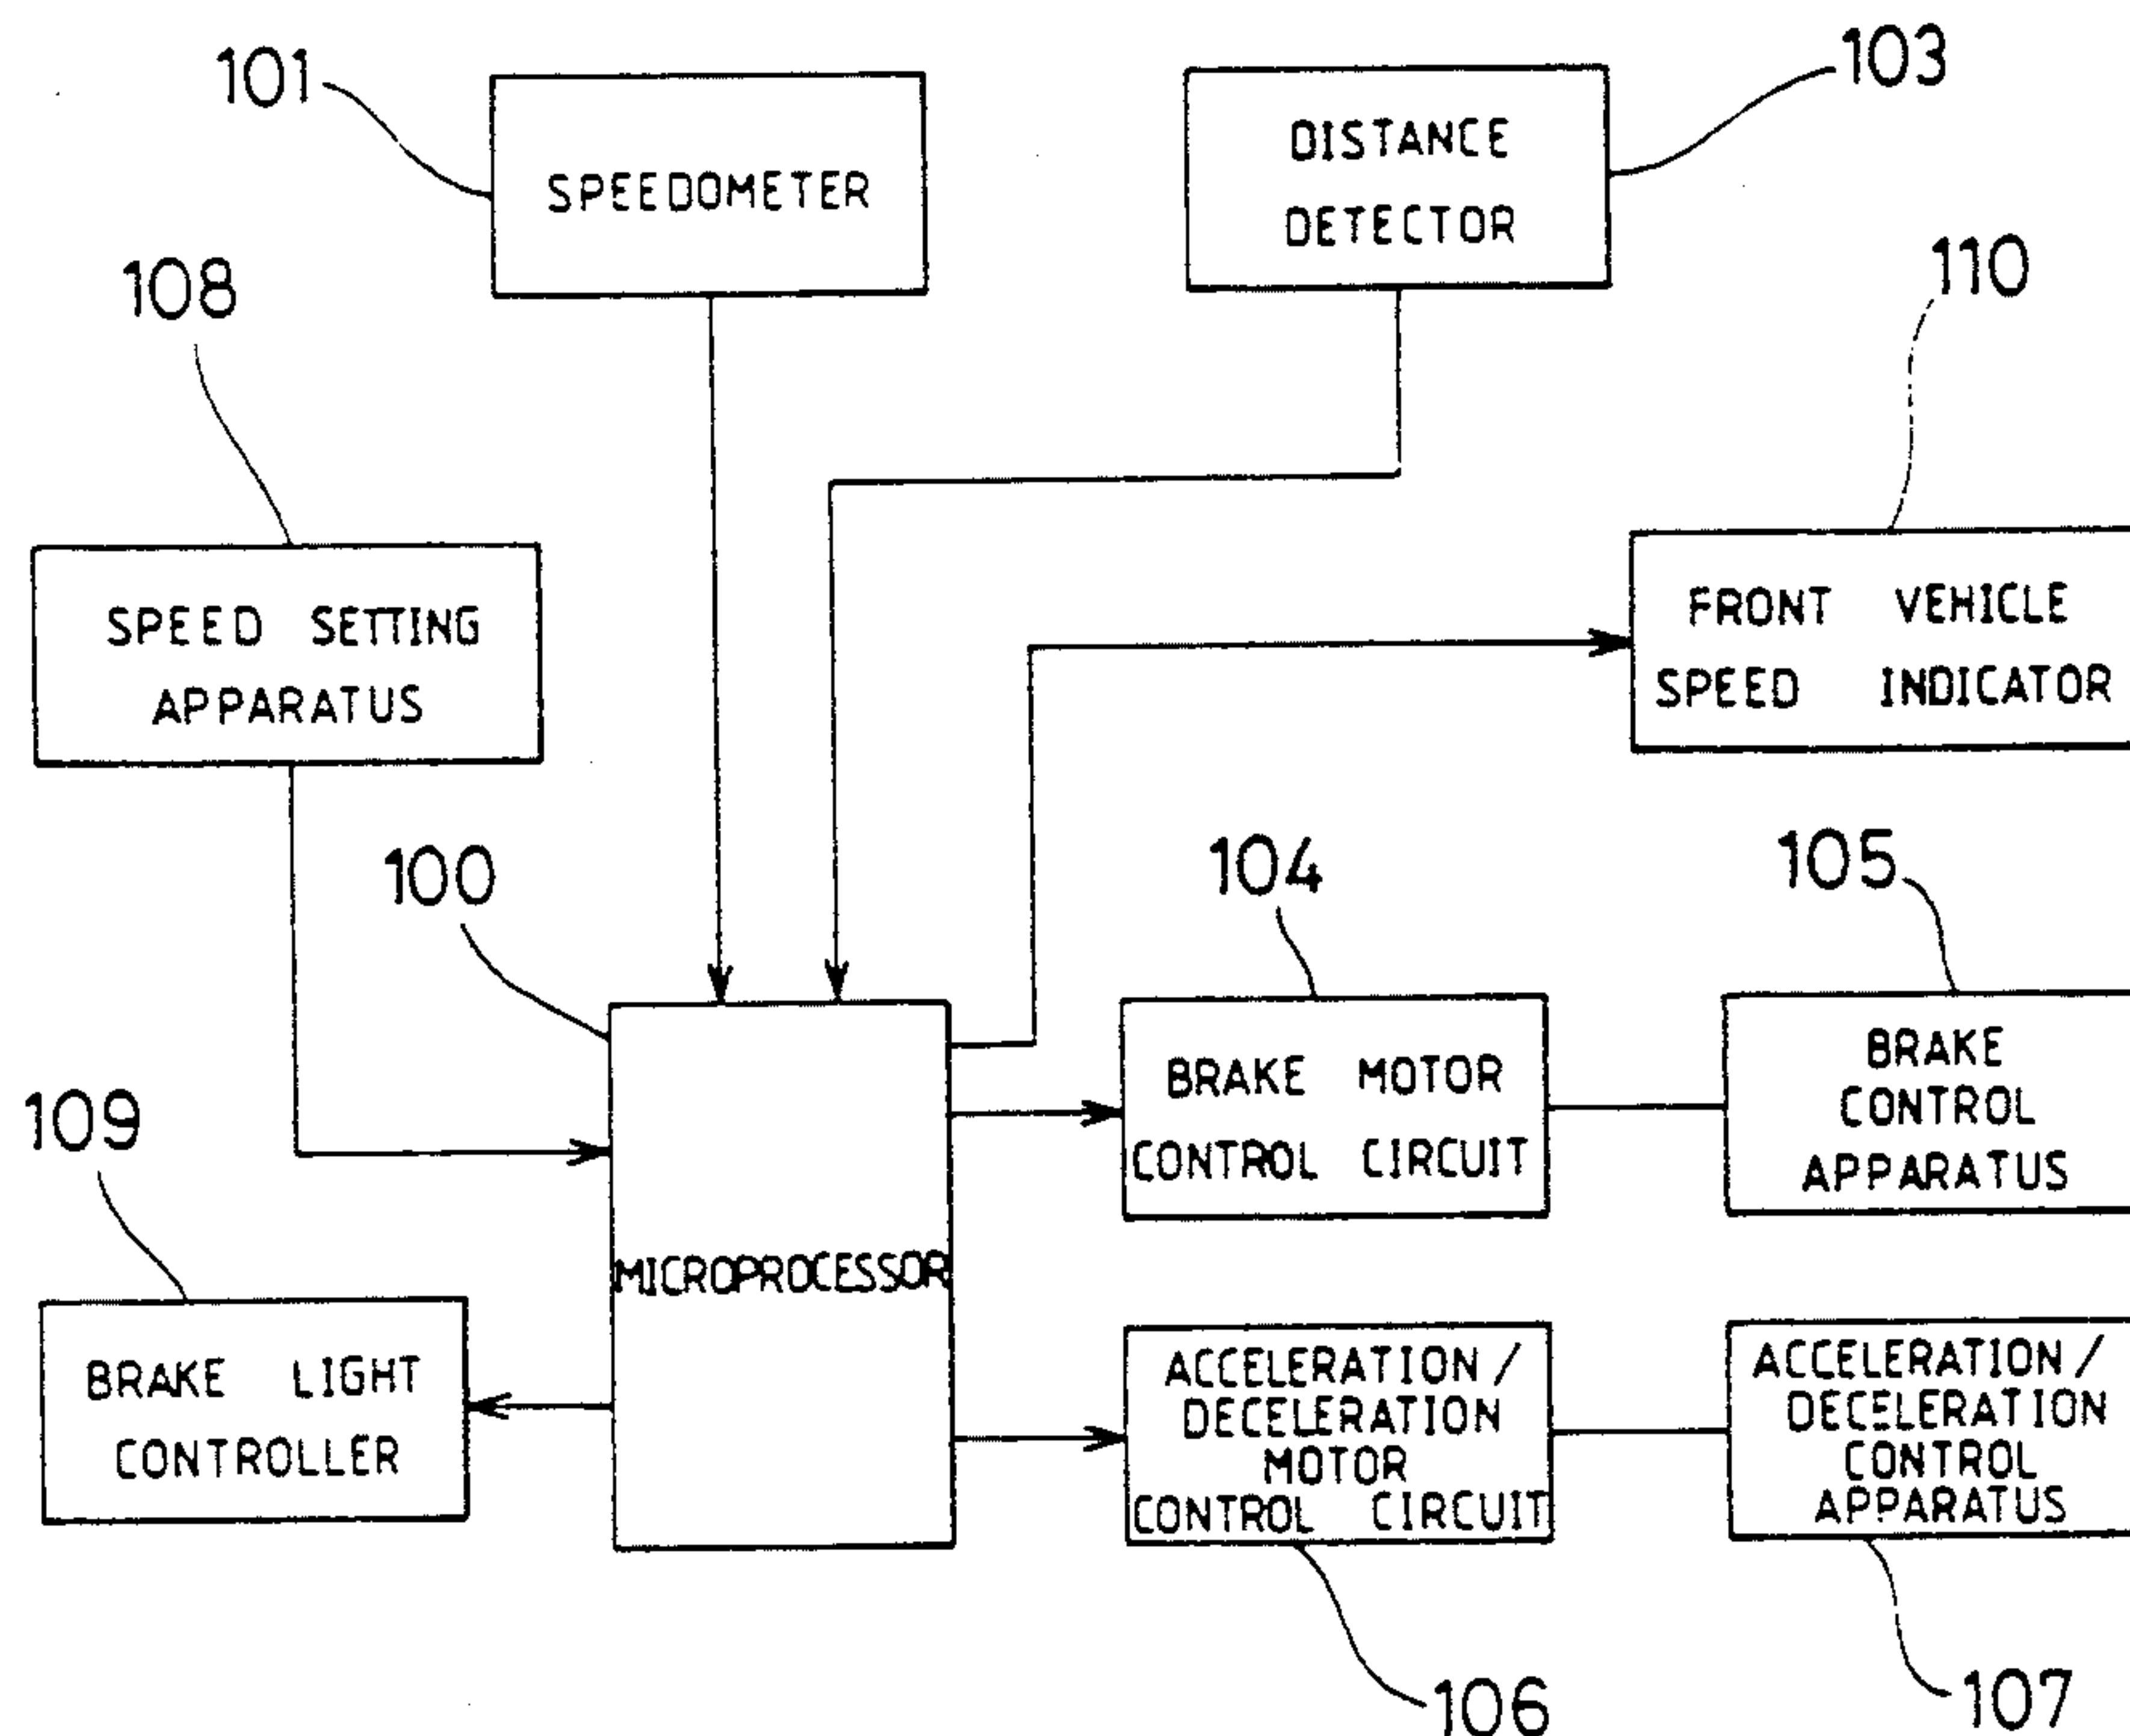 101
SPEEDOMETER
DISTANCE
DETECTOR
103
108
SPEED SETTING
APPARATUS
110
FRONT VEHICLE
SPEED INDICATOR
100
MICROPROCESSOR
104
BRAKE MOTOR
CONTROL CIRCUIT
105
BRAKE
CONTROL
APPARATUS
109
BRAKE LIGHT
CONTROLLER
ACCELERATION/
DECELERATION
MOTOR
CONTROL CIRCUIT
106
ACCELERATION/
DECELERATION
CONTROL
APPARATUS
107